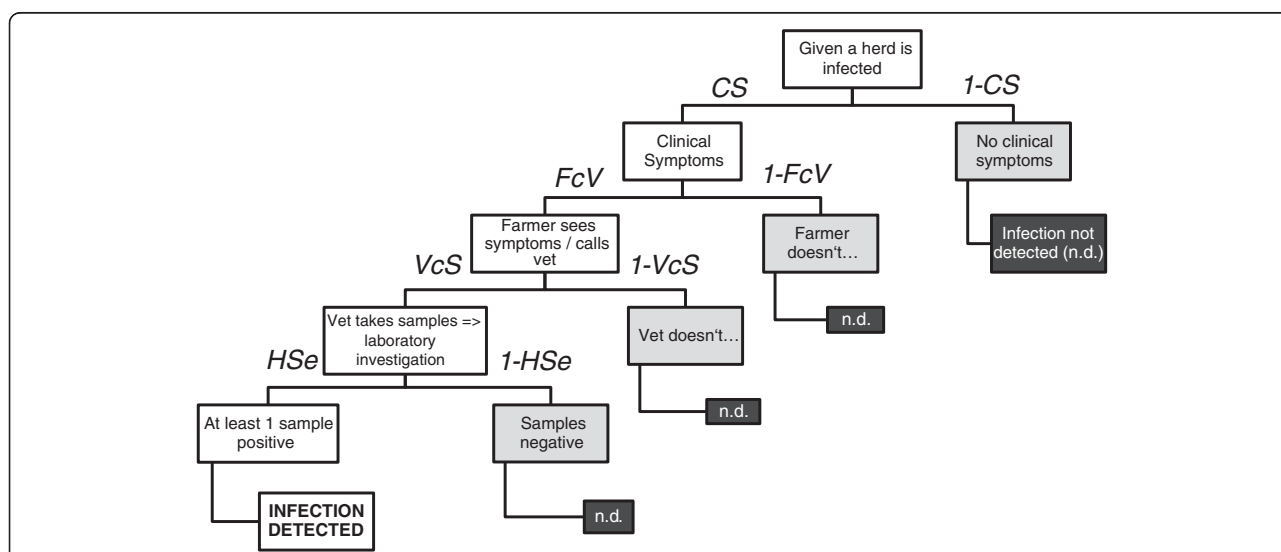 Given a herd is
infected
CS
1-CS
Clinical
Symptoms
No clinical
symptoms
FcV
1-FcV
Farmer sees
symptoms / calls
vet
Farmer
doesn‘t…
Infection not
detected (n.d.)
VcS
1-VcS
Vet takes samples =>
laboratory
investigation
Vet doesn‘t…
n.d.
HSe
1-HSe
At least 1 sample
positive
Samples
negative
n.d.
INFECTION
DETECTED
n.d.